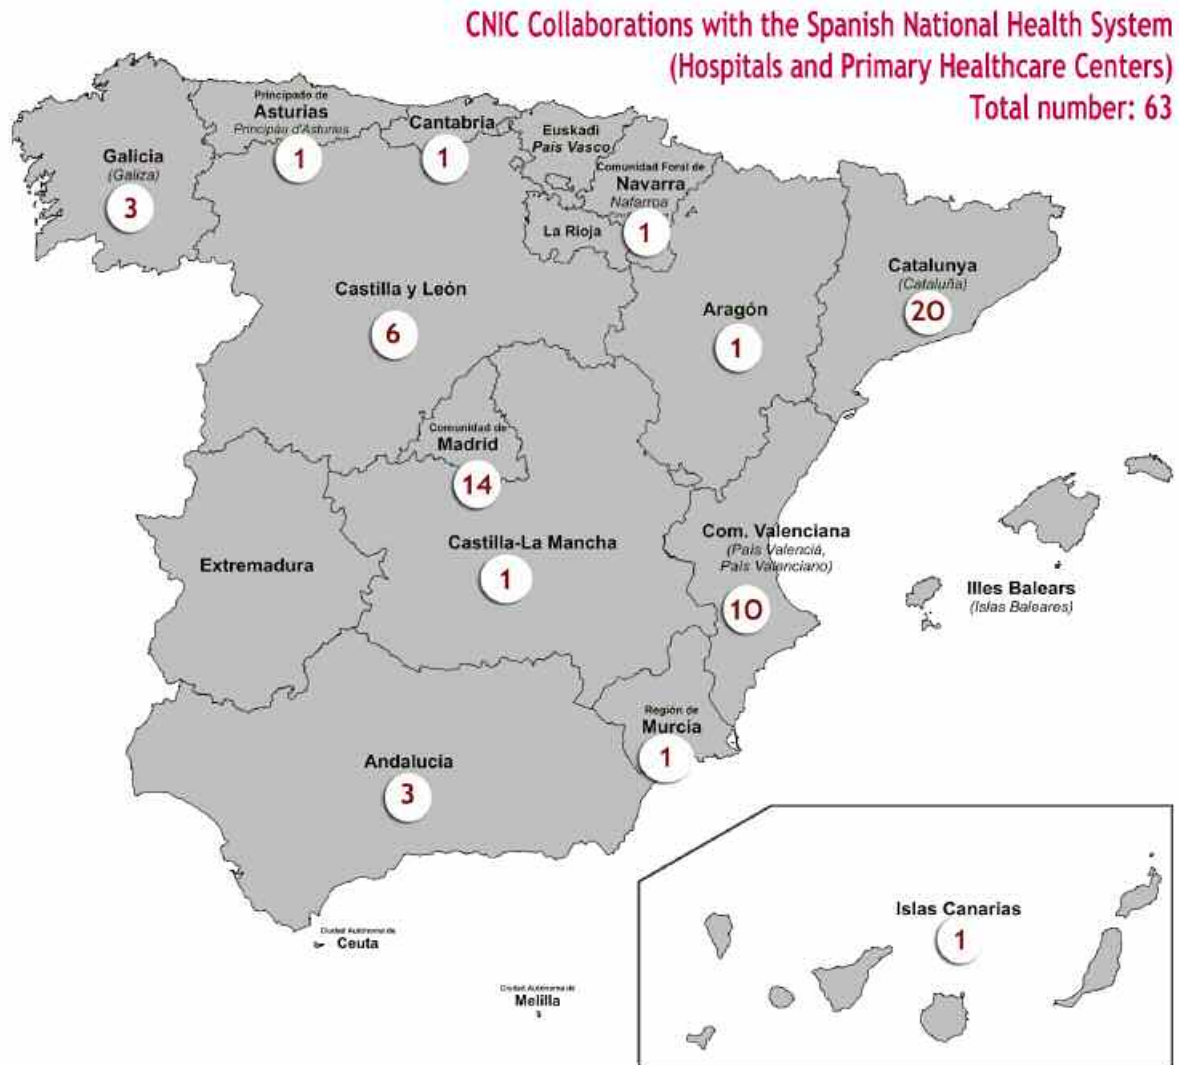 CNIC Collaborations with the Spanish National Health System
(Hospitals and Primary Healthcare Centers)
Total number: 63
Principado de
Asturias
Principáu d'Asturies
1
Cantabria
1
Euskadi
País Vasco
Galicia
(Galiza)
3
Comunidad Foral de
Navarra
Nafarroa
1
La Rioja
Castilla y León
6
Aragón
1
Catalunya
(Cataluña)
20
Comunidad de
Madrid
14
Castilla-La Mancha
1
Com. Valenciana
(País Valencià,
País Valenciano)
10
Extremadura
Illes Balears
(Islas Baleares)
Región de
Murcia
1
Andalucía
3
Islas Canarias
1
Ciudad Autónoma de
Ceuta
Ciudad Autónoma de
Melilla